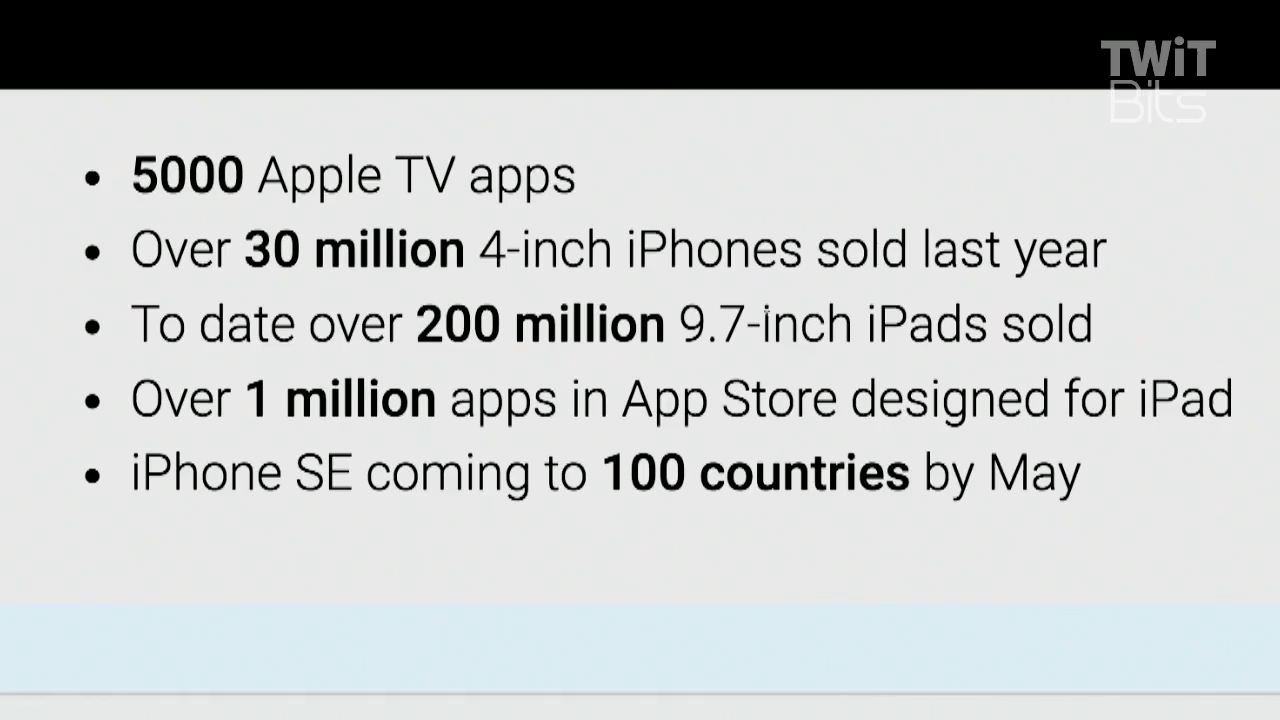 TWiT
Bits
• 5000 Apple TV apps
• Over 30 million 4-inch iPhones sold last year
• To date over 200 million 9.7-inch iPads sold
• Over 1 million apps in App Store designed for iPad
• iPhone SE coming to 100 countries by May